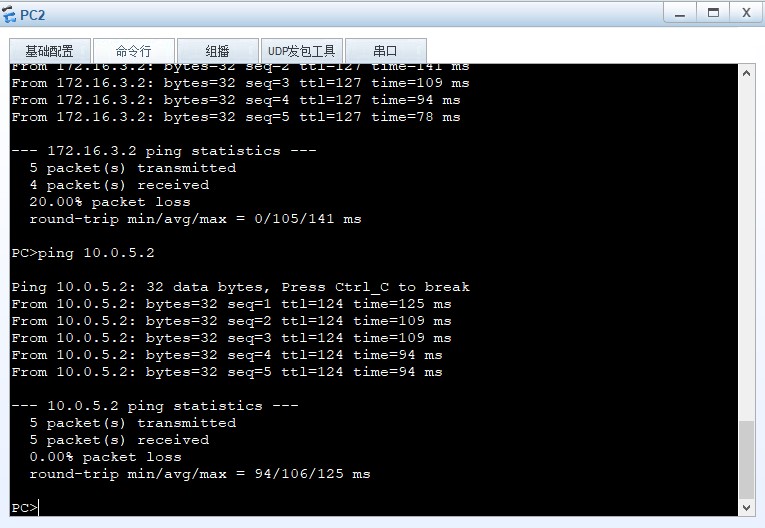 PC2
基础配置 命令行 组播 UDP发包工具 串口
From 172.16.3.2: bytes=32 seq=2 ttl=127 time=141 ms
From 172.16.3.2: bytes=32 seq=3 ttl=127 time=109 ms
From 172.16.3.2: bytes=32 seq=4 ttl=127 time=94 ms
From 172.16.3.2: bytes=32 seq=5 ttl=127 time=78 ms
--- 172.16.3.2 ping statistics ---
5 packet(s) transmitted
4 packet(s) received
20.00% packet loss
round-trip min/avg/max = 0/105/141 ms
PC>ping 10.0.5.2
Ping 10.0.5.2: 32 data bytes, Press Ctrl_C to break
From 10.0.5.2: bytes=32 seq=1 ttl=124 time=125 ms
From 10.0.5.2: bytes=32 seq=2 ttl=124 time=109 ms
From 10.0.5.2: bytes=32 seq=3 ttl=124 time=109 ms
From 10.0.5.2: bytes=32 seq=4 ttl=124 time=94 ms
From 10.0.5.2: bytes=32 seq=5 ttl=124 time=94 ms
--- 10.0.5.2 ping statistics ---
5 packet(s) transmitted
5 packet(s) received
0.00% packet loss
round-trip min/avg/max = 94/106/125 ms
PC>